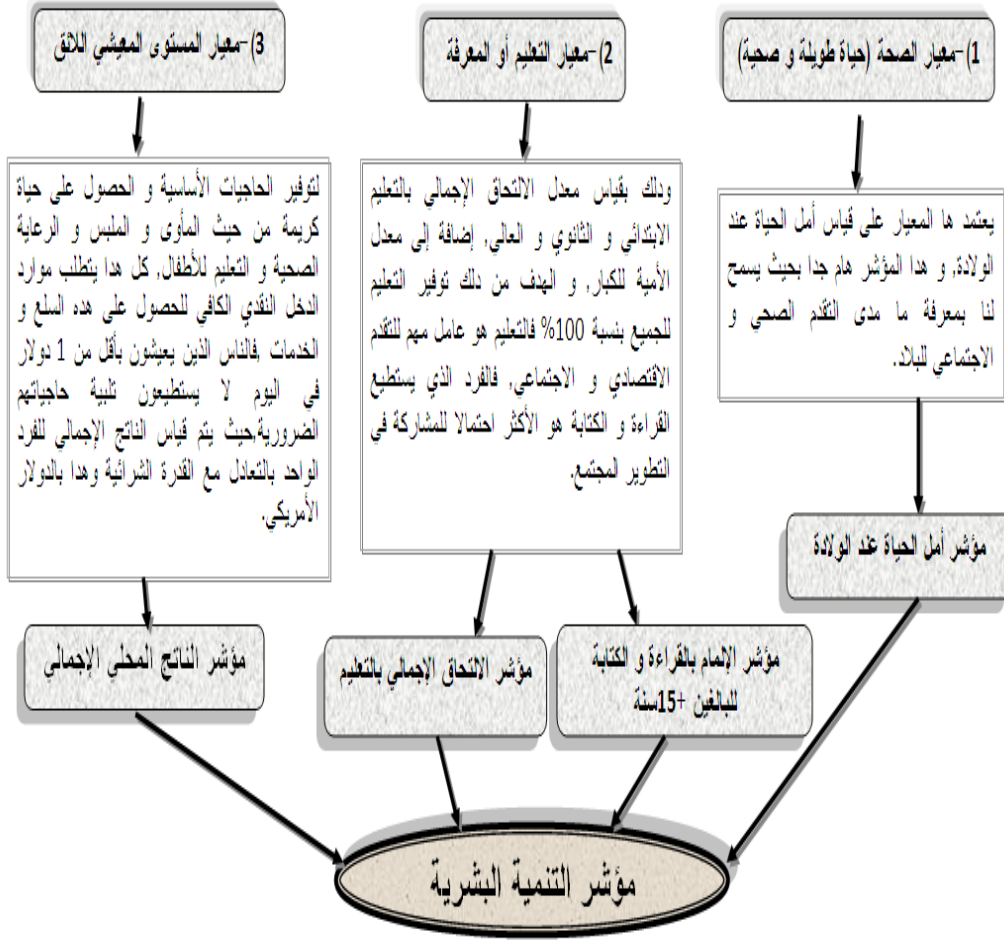 1)-معيار الصحة (حياة طويلة و صحية)
يعتمد ها المعيار على قياس أمل الحياة عند
الولادة, و هدا المؤشر هام جدا بحيث يسمح
لنا بمعرفة ما مدى التقدم الصحي و
الاجتماعي للبلاد.
مؤشر أمل الحياة عند الولادة
2)-معيار التعليم أو المعرفة
ودلك بقياس معدل الالتحاق الإجمالي بالتعليم
الابتدائي و الثانوي و العالي, إضافة إلى معدل
الأمية للكبار, و الهدف من دلك توفير التعليم
للجميع بنسبة 100% فالتعليم هو عامل مهم للتقدم
الاقتصادي و الاجتماعي, فالفرد الذي يستطيع
القراءة و الكتابة هو الأكثر احتمالا للمشاركة في
التطوير المجتمع.
مؤشر الإلمام بالقراءة و الكتابة
للبالغين +15سنة
مؤشر الالتحاق الإجمالي بالتعليم
3)-معيار المستوى المعيشي اللائق
لتوفير الحاجيات الأساسية و الحصول على حياة
كريمة من حيث المأوى و الملبس و الرعاية
الصحية و التعليم للأطفال, كل هدا يتطلب موارد
الدخل النقدي الكافي للحصول على هده السلع و
الخدمات ,فالناس الذين يعيشون بأقل من 1 دولار
في اليوم لا يستطيعون تلبية حاجياتهم
الضرورية,حيث يتم قياس الناتج الإجمالي للفرد
الواحد بالتعادل مع القدرة الشرائية وهدا بالدولار
الأمريكي.
مؤشر الناتج المحلي الإجمالي
مؤشر التنمية البشرية